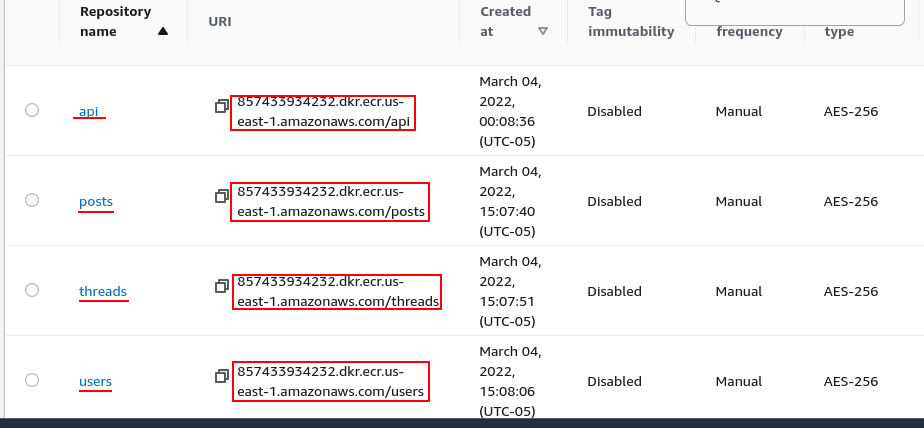 Repository name
URI
Created at
Tag immutability
frequency
type
api
857433934232.dkr.ecr.us-
east-1.amazonaws.com/api
March 04,
2022,
00:08:36
(UTC-05)
Disabled
Manual
AES-256
posts
857433934232.dkr.ecr.us-
east-1.amazonaws.com/posts
March 04,
2022,
15:07:40
(UTC-05)
Disabled
Manual
AES-256
threads
857433934232.dkr.ecr.us-
east-1.amazonaws.com/threads
March 04,
2022,
15:07:51
(UTC-05)
Disabled
Manual
AES-256
users
857433934232.dkr.ecr.us-
east-1.amazonaws.com/users
March 04,
2022,
15:08:06
(UTC-05)
Disabled
Manual
AES-256